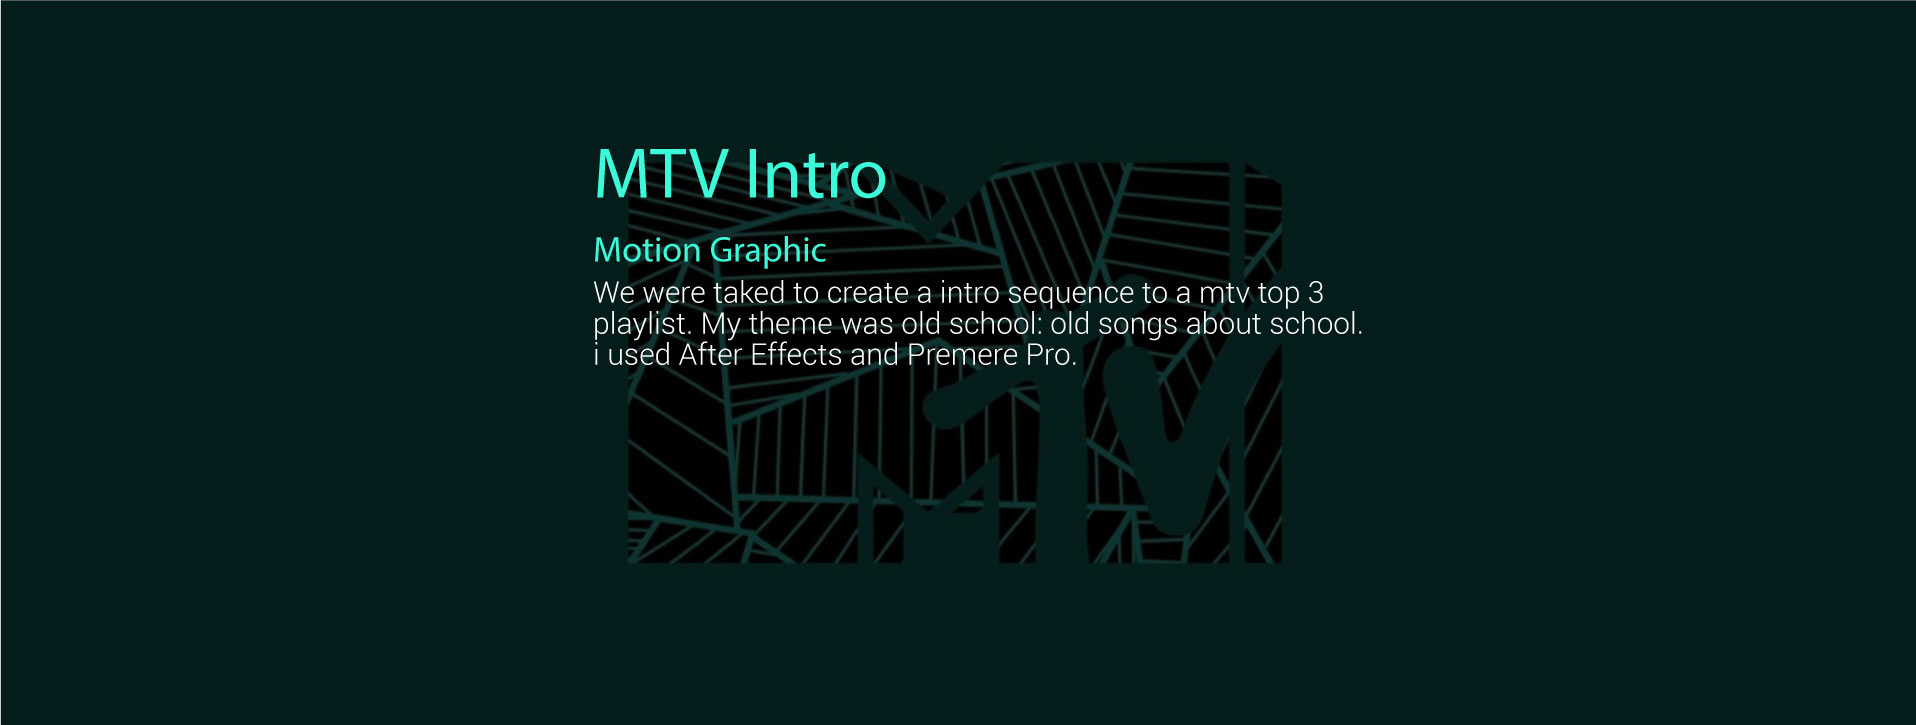 MTV Intro
Motion Graphic
We were taked to create a intro sequence to a mtv top 3
playlist. My theme was old school: old songs about school.
i used After Effects and Premere Pro.